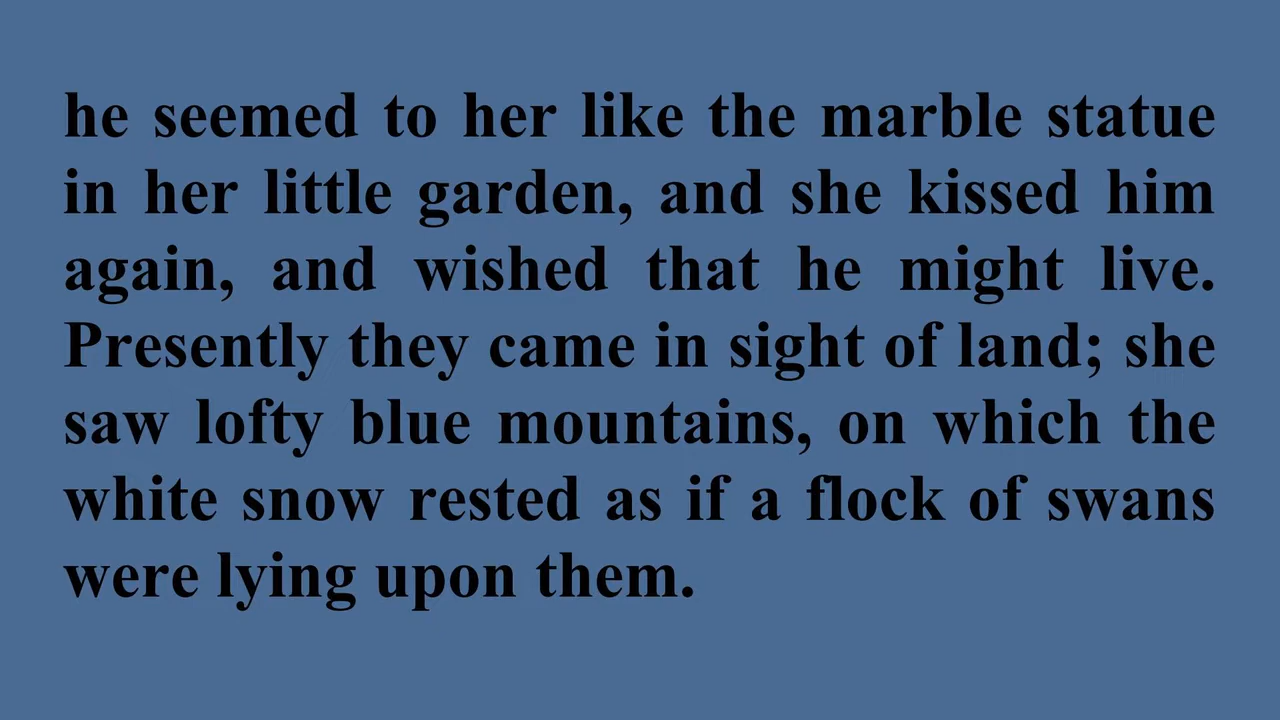 he seemed to her like the marble statue
in her little garden, and she kissed him
again, and wished that he might live.
Presently they came in sight of land; she
saw lofty blue mountains, on which the
white snow rested as if a flock of swans
were lying upon them.